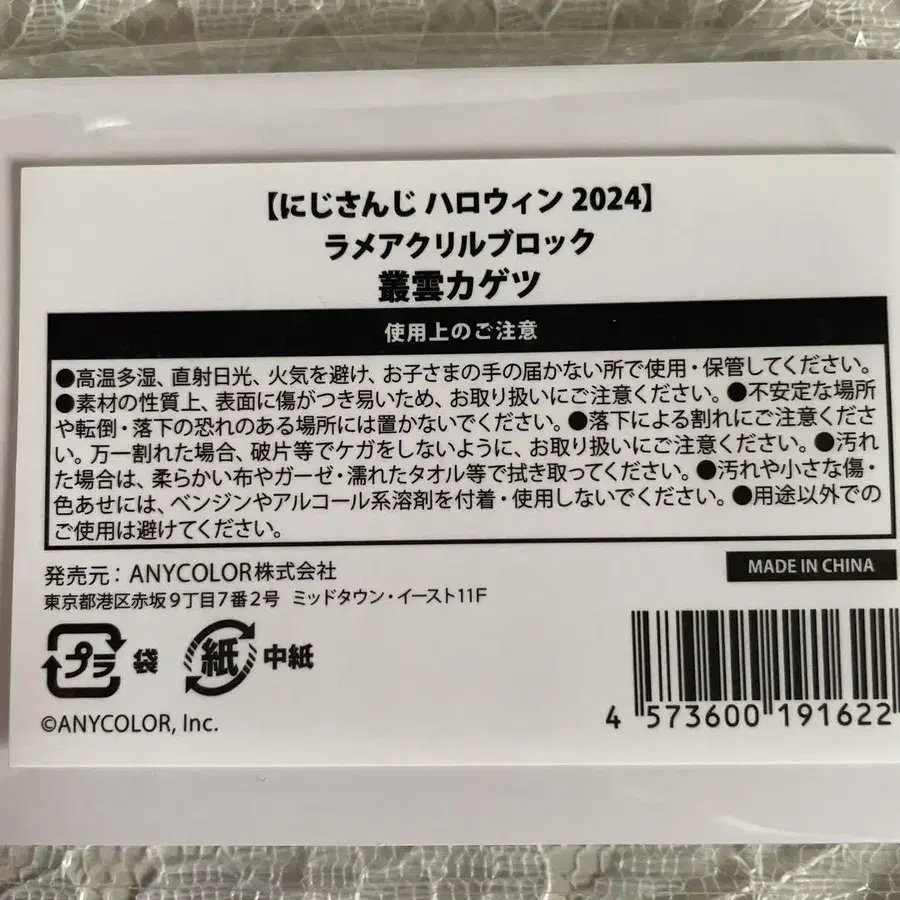 【にじさんじ ハロウィン 2024】
ラメアクリルブロック
叢雲カゲツ
使用上のご注意
●高温多湿、直射日光、火気を避け、お子さまの手の届かない所で使用・保管してください。
●素材の性質上、表面に傷がつき易いため、お取り扱いにご注意ください。●不安定な場所
や転倒・落下の恐れのある場所には置かないでください。●落下による割れにご注意くださ
い。万一割れた場合、破片等でケガをしないように、お取り扱いにご注意ください。●汚れ
た場合は、柔らかい布やガーゼ・濡れたタオル等で拭き取ってください。●汚れや小さな傷・
色あせには、ベンジンやアルコール系溶剤を付着・使用しないでください。●用途以外での
ご使用は避けてください。
発売元：ANYCOLOR株式会社
MADE IN CHINA
東京都港区赤坂9丁目7番2号 ミッドタウン・イースト11F
プラ 袋 紙 中紙
©ANYCOLOR, Inc.
4 573600 191622